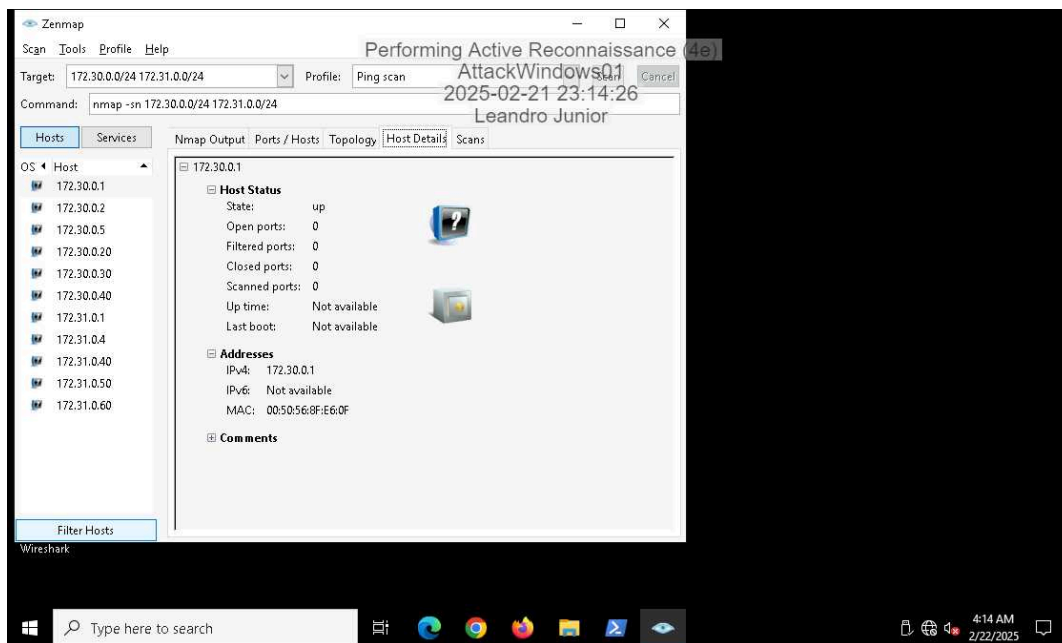 Zenmap
Scan Tools Profile Help
Performing Active Reconnaissance (4e)
AttackWindows01
2025-02-21 23:14:26
Leandro Junior
Target: 172.30.0.0/24 172.31.0.0/24 Profile: Ping scan Scan Cancel
Command: nmap -sn 172.30.0.0/24 172.31.0.0/24
Hosts Services
Nmap Output Ports / Hosts Topology Host Details Scans
OS Host
172.30.0.1
172.30.0.2
172.30.0.5
172.30.0.20
172.30.0.30
172.30.0.40
172.31.0.1
172.31.0.4
172.31.0.40
172.31.0.50
172.31.0.60
Filter Hosts
172.30.0.1
Host Status
State: up
Open ports: 0
Filtered ports: 0
Closed ports: 0
Scanned ports: 0
Up time: Not available
Last boot: Not available
Addresses
IPv4: 172.30.0.1
IPv6: Not available
MAC: 00:50:56:8F:E6:0F
Comments
Wireshark
Type here to search
4:14 AM
2/22/2025